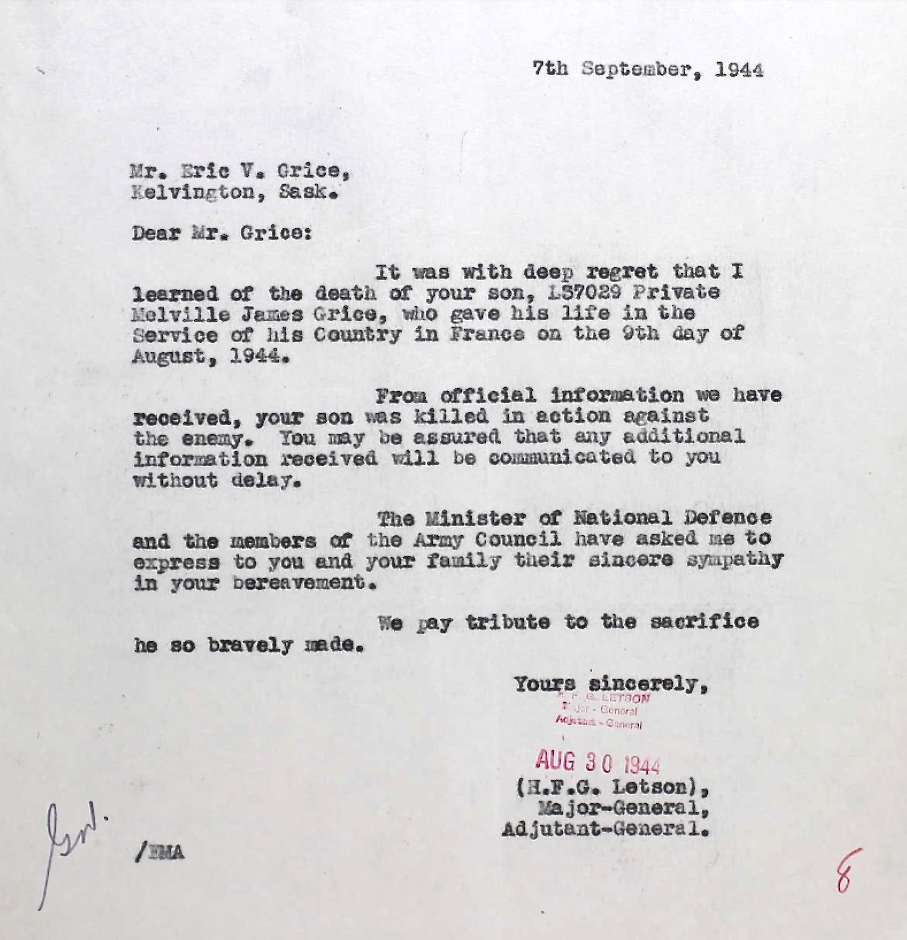 7th September, 1944
Mr. Eric V. Grice,
Kelvington, Sask.
Dear Mr. Grice:
It was with deep regret that I
learned of the death of your son, L57029 Private
Melville James Grice, who gave his life in the
Service of his Country in France on the 9th day of
August, 1944.
From official information we have
received, your son was killed in action against
the enemy. You may be assured that any additional
information received will be communicated to you
without delay.
The Minister of National Defence
and the members of the Army Council have asked me to
express to you and your family their sincere sympathy
in your bereavement.
We pay tribute to the sacrifice
he so bravely made.
Yours sincerely,
F. G. LETSON
Major - General
Adjutant - General
AUG 30 1944
(H.F.G. Letson),
Major-General,
Adjutant-General.
/EMA
8